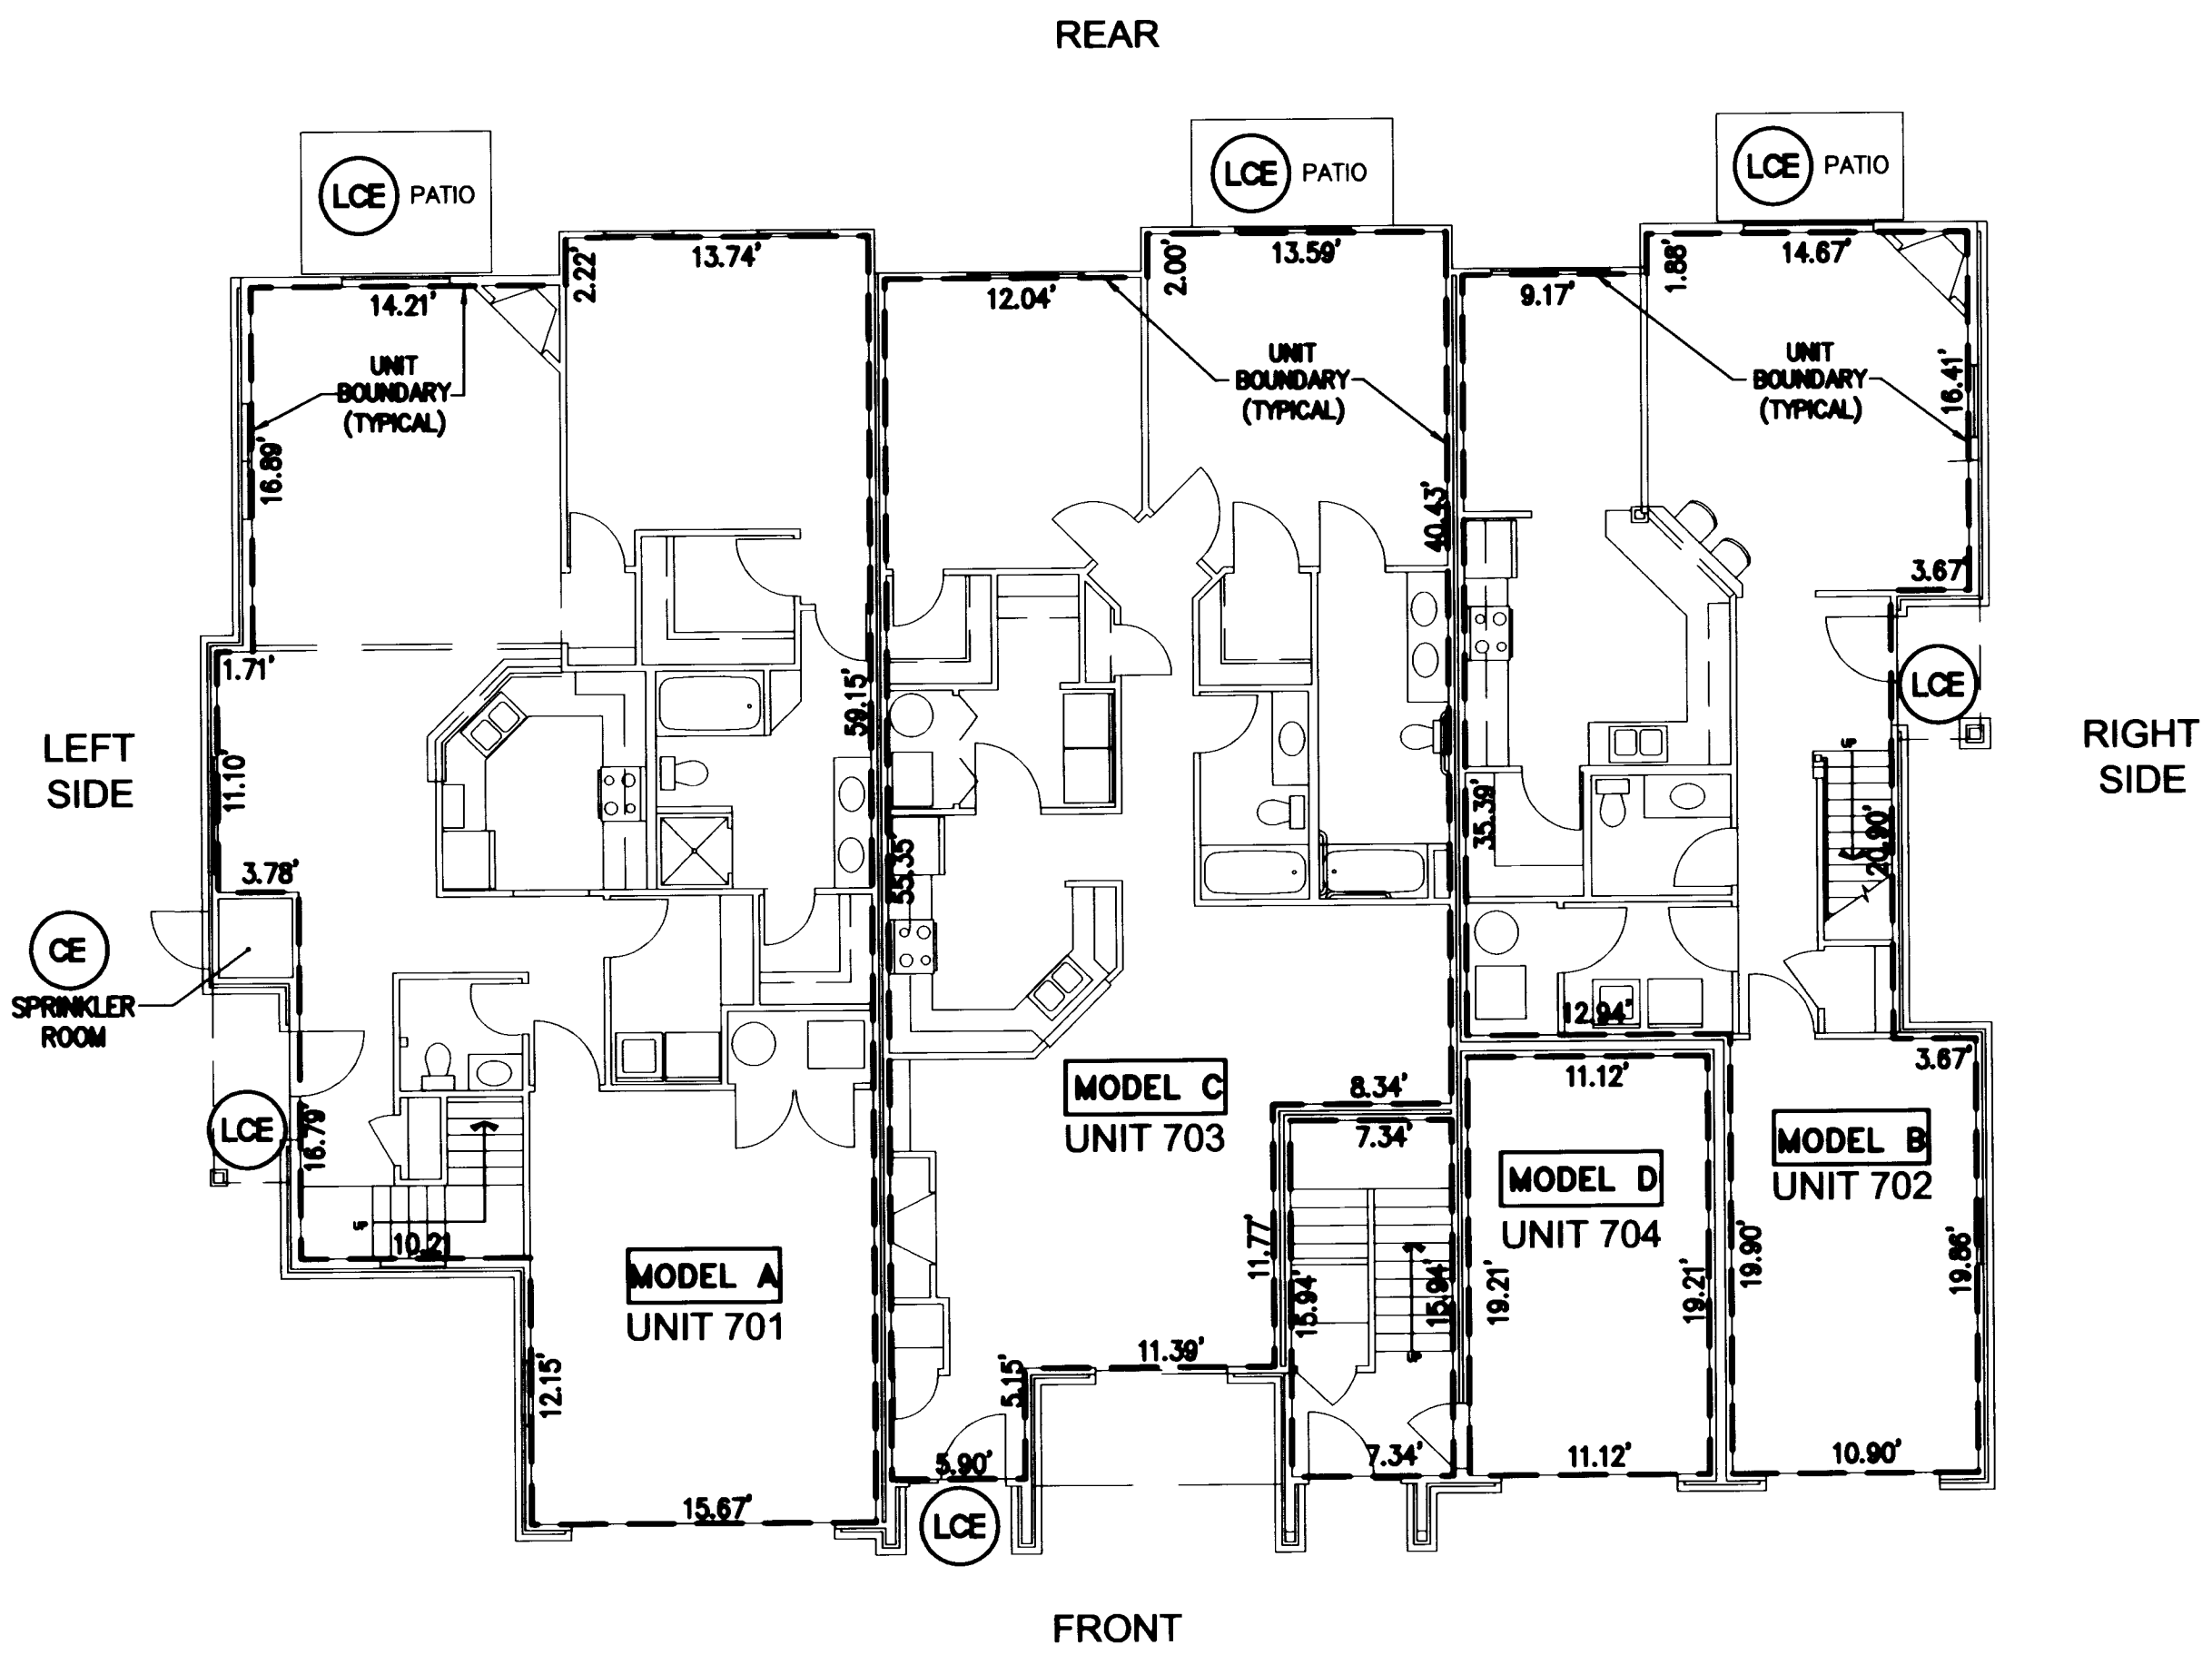 REAR
LCE PATIO
LCE PATIO
LCE PATIO
13.74'
2.22'
14.21'
2.00'
13.59'
12.04'
1.88'
14.67'
9.17'
UNIT
BOUNDARY
(TYPICAL)
UNIT
BOUNDARY
(TYPICAL)
UNIT
BOUNDARY
(TYPICAL)
16.89'
40.43'
16.41'
3.67'
1.71'
59.15'
LCE
LEFT
SIDE
RIGHT
SIDE
11.10'
UP
55.35'
35.39'
20.90'
3.78'
CE
SPRINKLER
ROOM
12.94'
3.67'
11.12'
MODEL C
UNIT 703
8.34'
7.34'
LCE
16.79'
MODEL B
UNIT 702
MODEL D
UNIT 704
UP
10.21
MODEL A
UNIT 701
11.77'
15.94'
15.94'
19.21'
19.21'
19.90'
19.86'
UP
12.15'
5.15'
11.39'
5.90'
7.34'
11.12'
10.90'
15.67'
LCE
FRONT